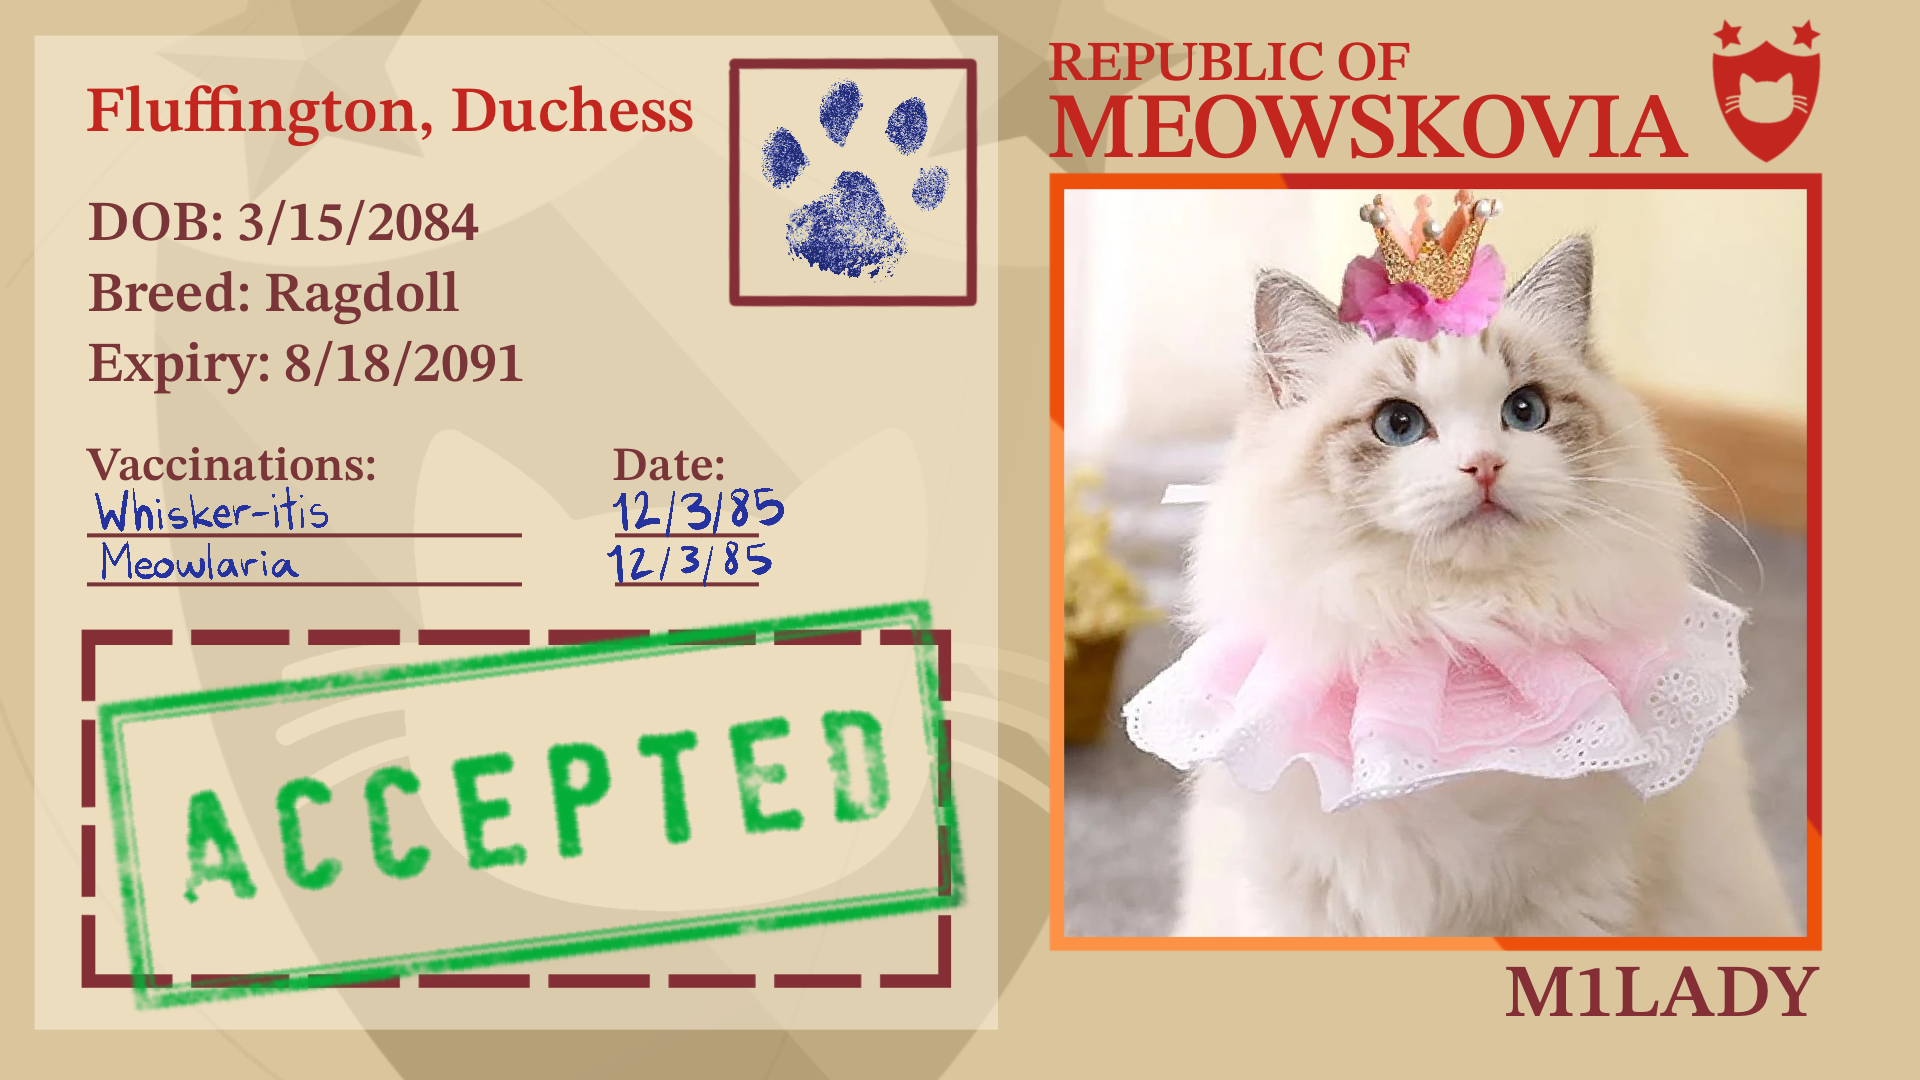 Fluffington, Duchess
DOB: 3/15/2084
Breed: Ragdoll
Expiry: 8/18/2091
Vaccinations: Date:
Whisker-itis 12/3/85
Meowlaria 12/3/85
ACCEPTED
REPUBLIC OF
MEOWSKOVIA
M1LADY